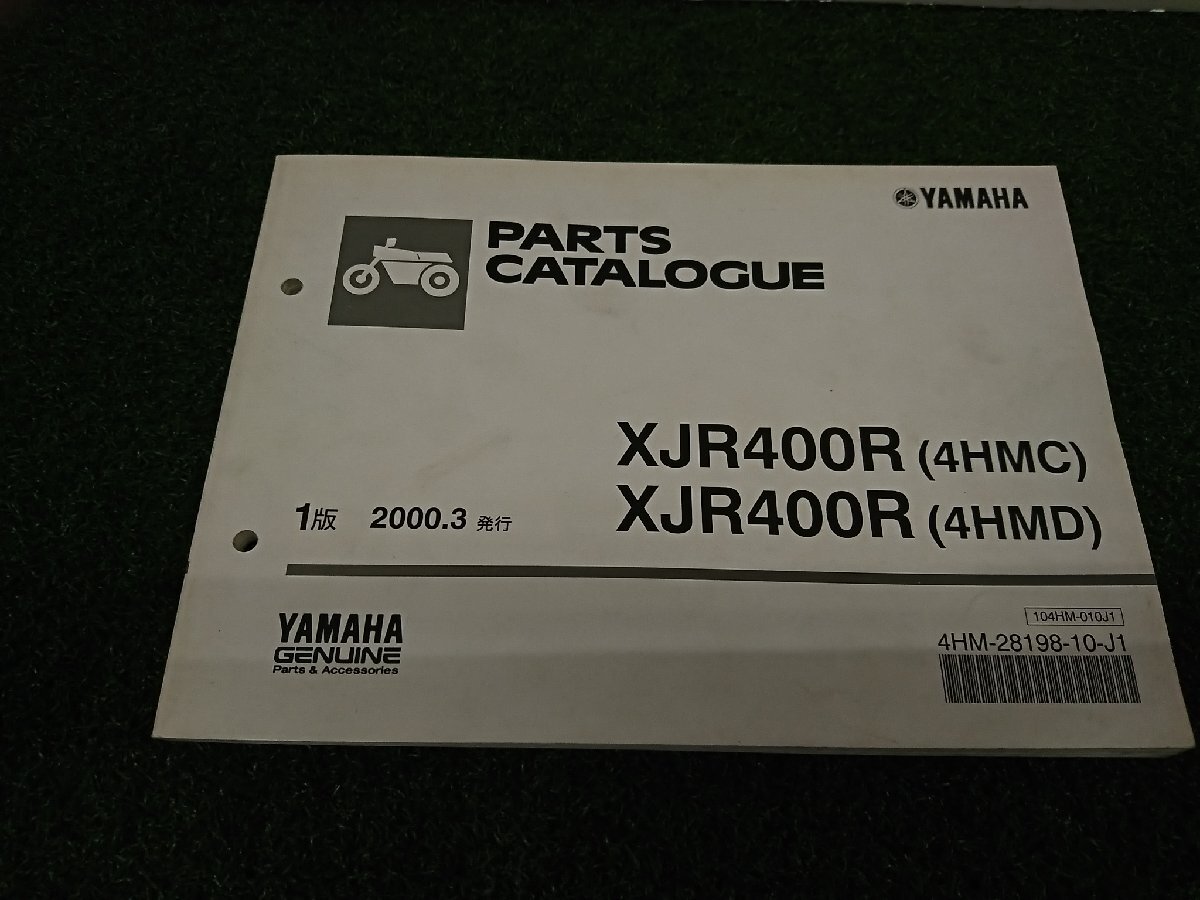 YAMAHA
PARTS
CATALOGUE
XJR400R (4HMC)
XJR400R (4HMD)
1版 2000.3 発行
YAMAHA
GENUINE
Parts & Accessories
104HM-010J1
4HM-28198-10-J1